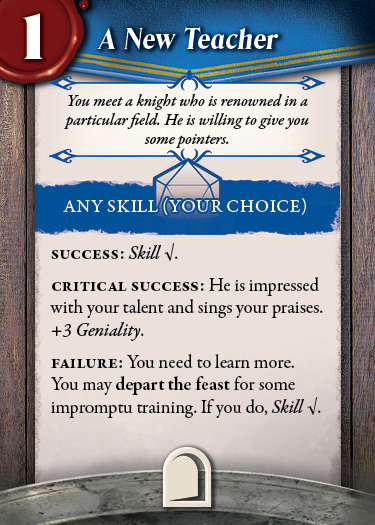 1
A New Teacher
You meet a knight who is renowned in a
particular field. He is willing to give you
some pointers.
ANY SKILL (YOUR CHOICE)
SUCCESS: Skill √.
CRITICAL SUCCESS: He is impressed
with your talent and sings your praises.
+3 Geniality.
FAILURE: You need to learn more.
You may depart the feast for some
impromptu training. If you do, Skill √.